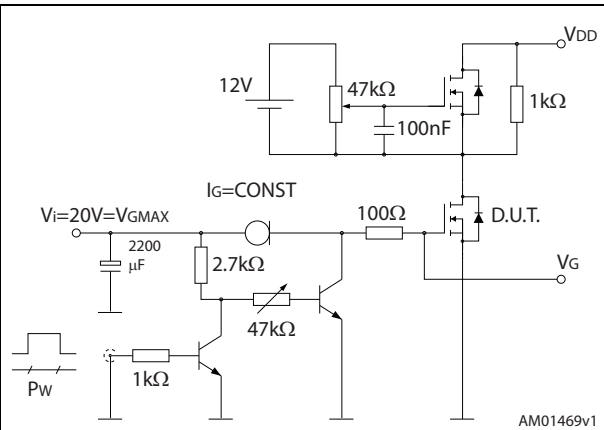 VDD
12V
47kΩ
1kΩ
100nF
IG=CONST
Vi=20V=VGMAX
100Ω
D.U.T.
2200
μF
2.7kΩ
VG
47kΩ
1kΩ
PW
AM01469v1